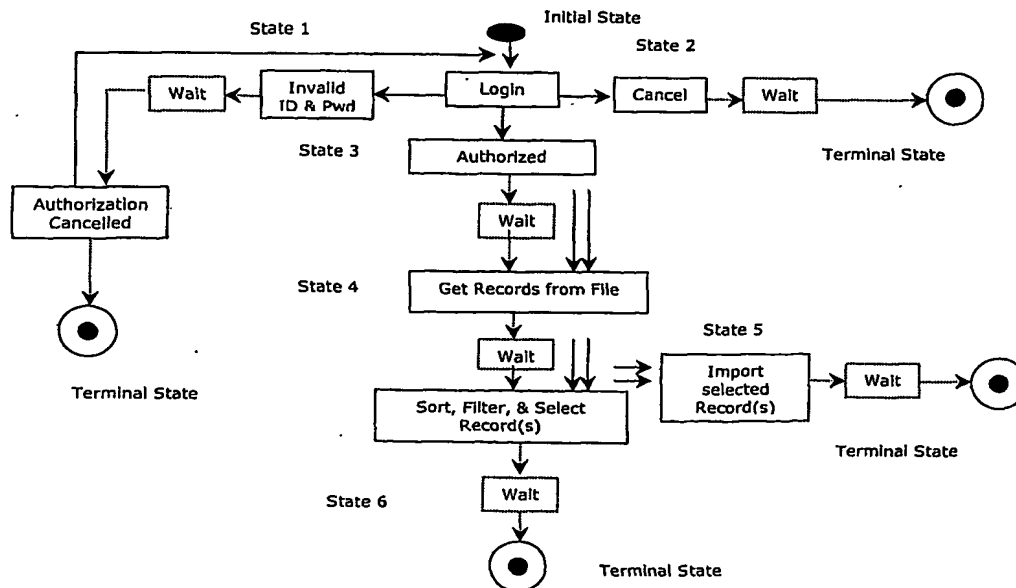 Initial State
State 1
State 2
Wait
Invalid
ID & Pwd
Login
Cancel
Wait
Terminal State
State 3
Authorized
Authorization
Cancelled
Wait
State 4
Get Records from File
Terminal State
State 5
Wait
Import
selected
Record(s)
Wait
Sort, Filter, & Select
Record(s)
Terminal State
State 6
Wait
Terminal State